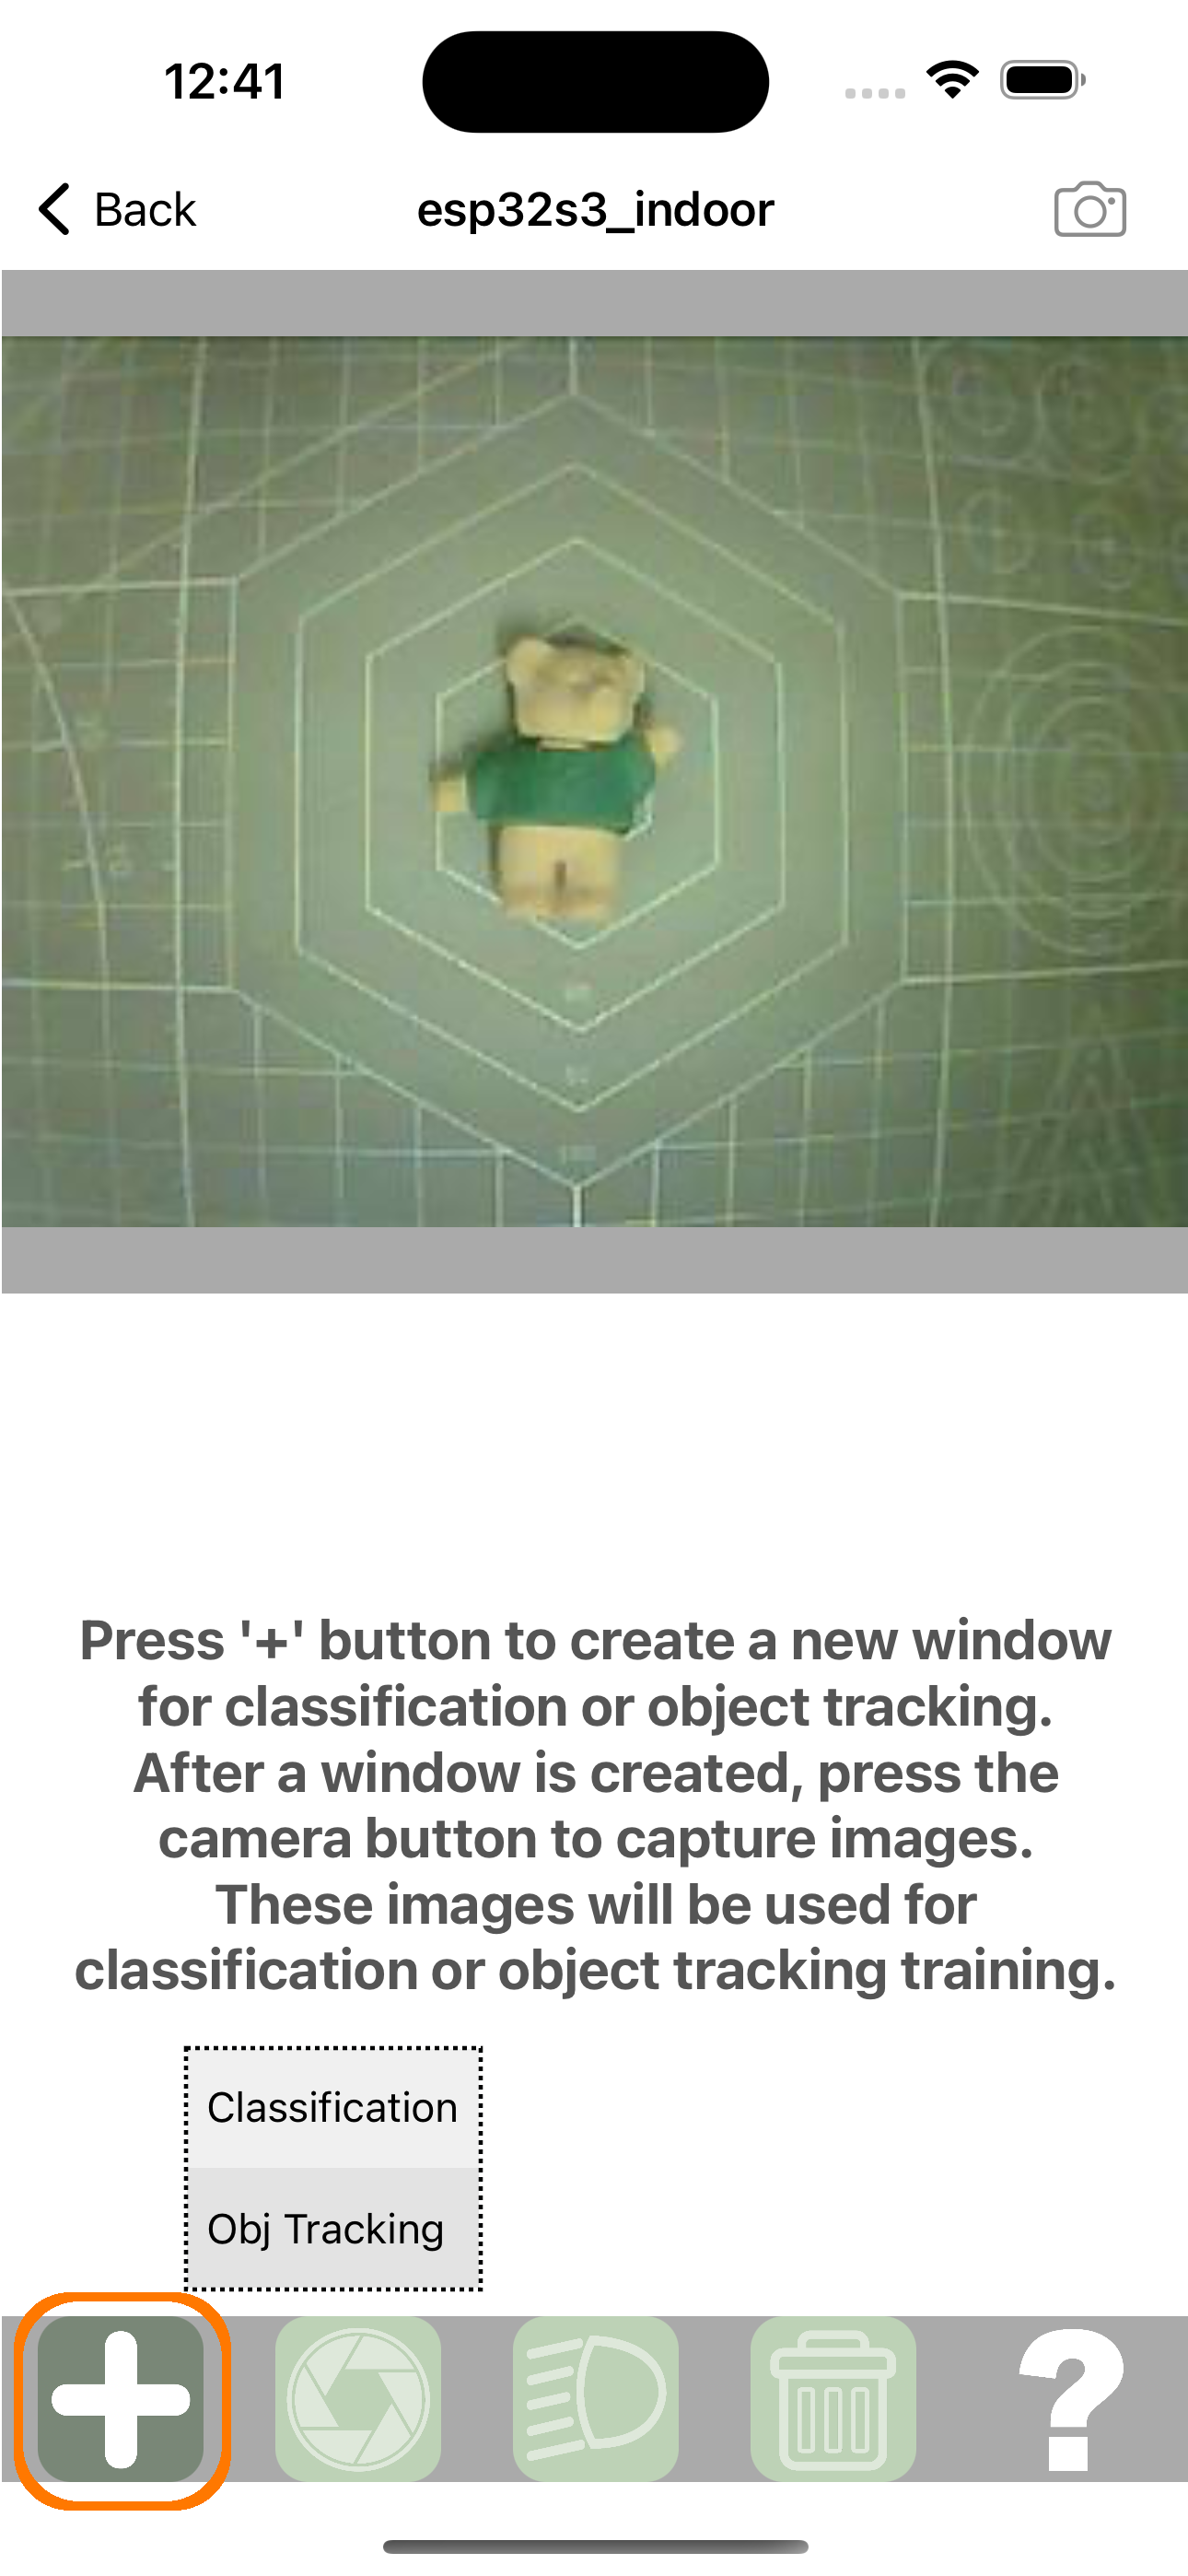 12:41
Back
esp32s3_indoor
Press '+' button to create a new window
for classification or object tracking.
After a window is created, press the
camera button to capture images.
These images will be used for
classification or object tracking training.
Classification
Obj Tracking
?